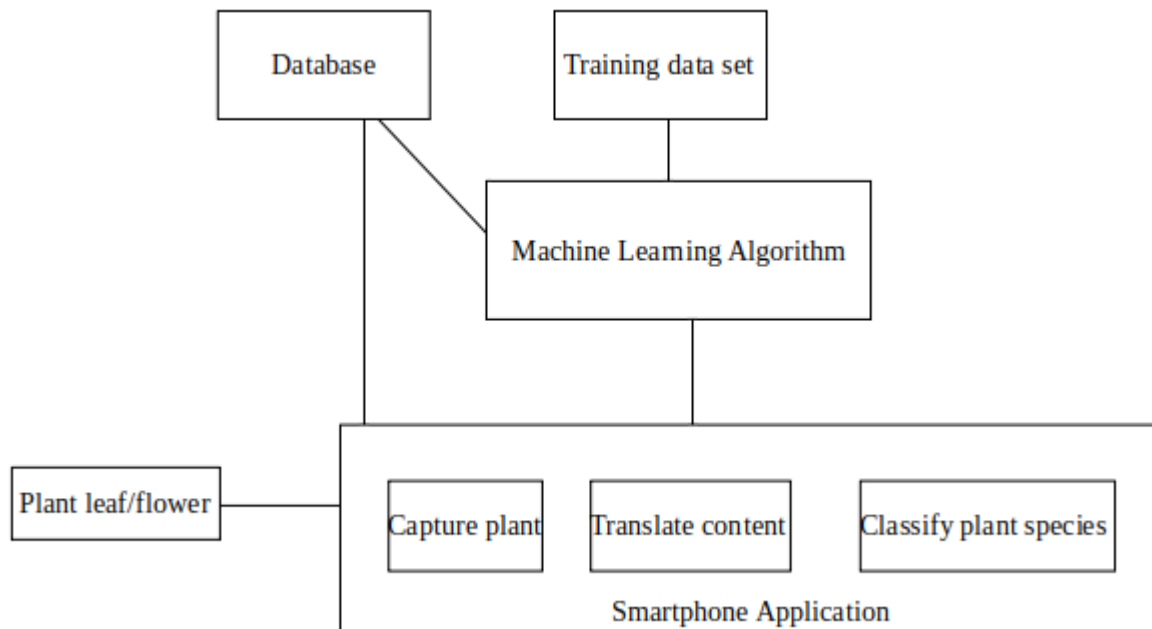 Database
Training data set
Machine Learning Algorithm
Plant leaf/flower
Capture plant
Translate content
Classify plant species
Smartphone Application